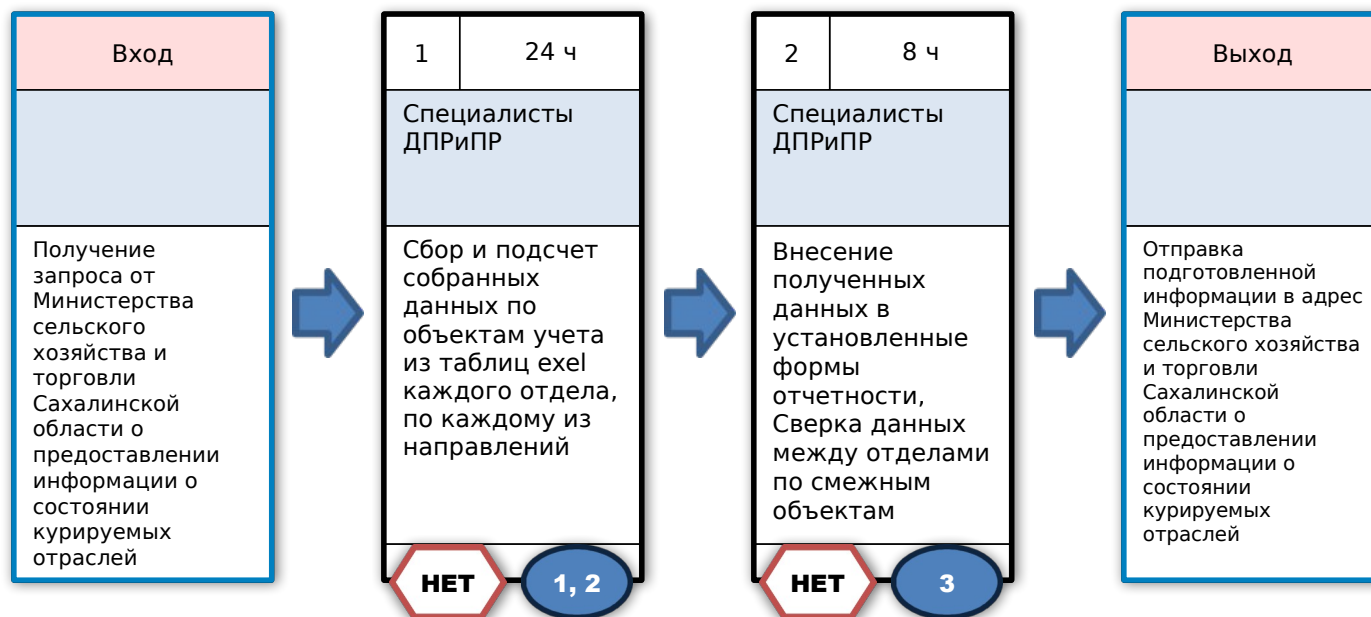 Вход
Получение
запроса от
Министерства
сельского
хозяйства и
торговли
Сахалинской
области о
предоставлении
информации о
состоянии
курируемых
отраслей
1
24 ч
Специалисты
ДПРиПР
Сбор и подсчет
собранных
данных по
объектам учета
из таблиц exel
каждого отдела,
по каждому из
направлений
НЕТ
1, 2
2
8 ч
Специалисты
ДПРиПР
Внесение
полученных
данных в
установленные
формы
отчетности,
Сверка данных
между отделами
по смежным
объектам
НЕТ
3
Выход
Отправка
подготовленной
информации в адрес
Министерства
сельского хозяйства
и торговли
Сахалинской
области о
предоставлении
информации о
состоянии
курируемых
отраслей